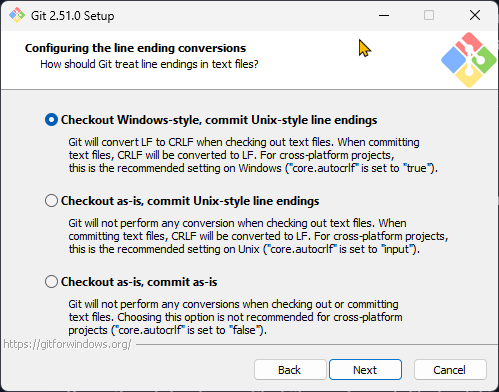 Git 2.51.0 Setup
Configuring the line ending conversions
How should Git treat line endings in text files?
Checkout Windows-style, commit Unix-style line endings
Git will convert LF to CRLF when checking out text files. When committing
text files, CRLF will be converted to LF. For cross-platform projects,
this is the recommended setting on Windows ("core.autocrlf" is set to "true").
Checkout as-is, commit Unix-style line endings
Git will not perform any conversion when checking out text files. When
committing text files, CRLF will be converted to LF. For cross-platform projects,
this is the recommended setting on Unix ("core.autocrlf" is set to "input").
Checkout as-is, commit as-is
Git will not perform any conversions when checking out or committing
text files. Choosing this option is not recommended for cross-platform
projects ("core.autocrlf" is set to "false").
https://gitforwindows.org/
Back
Next
Cancel